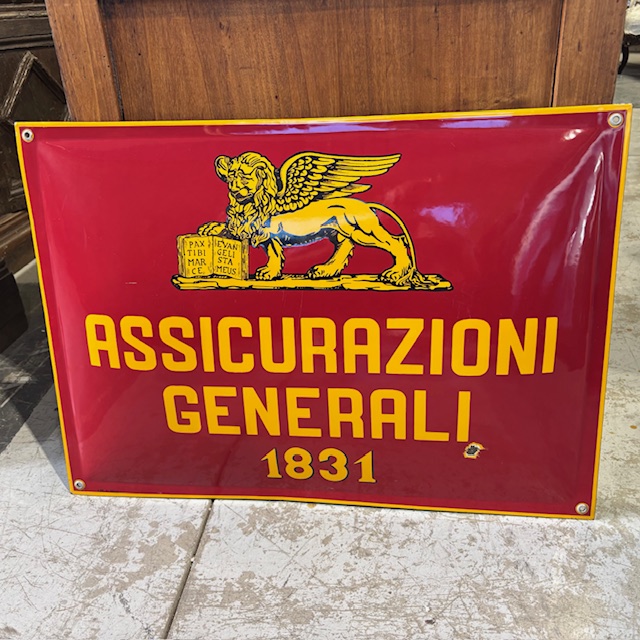 PAX EVAN
TIBI GELI
MAR STA
CE. MEUS.
ASSICURAZIONI
GENERALI
1831